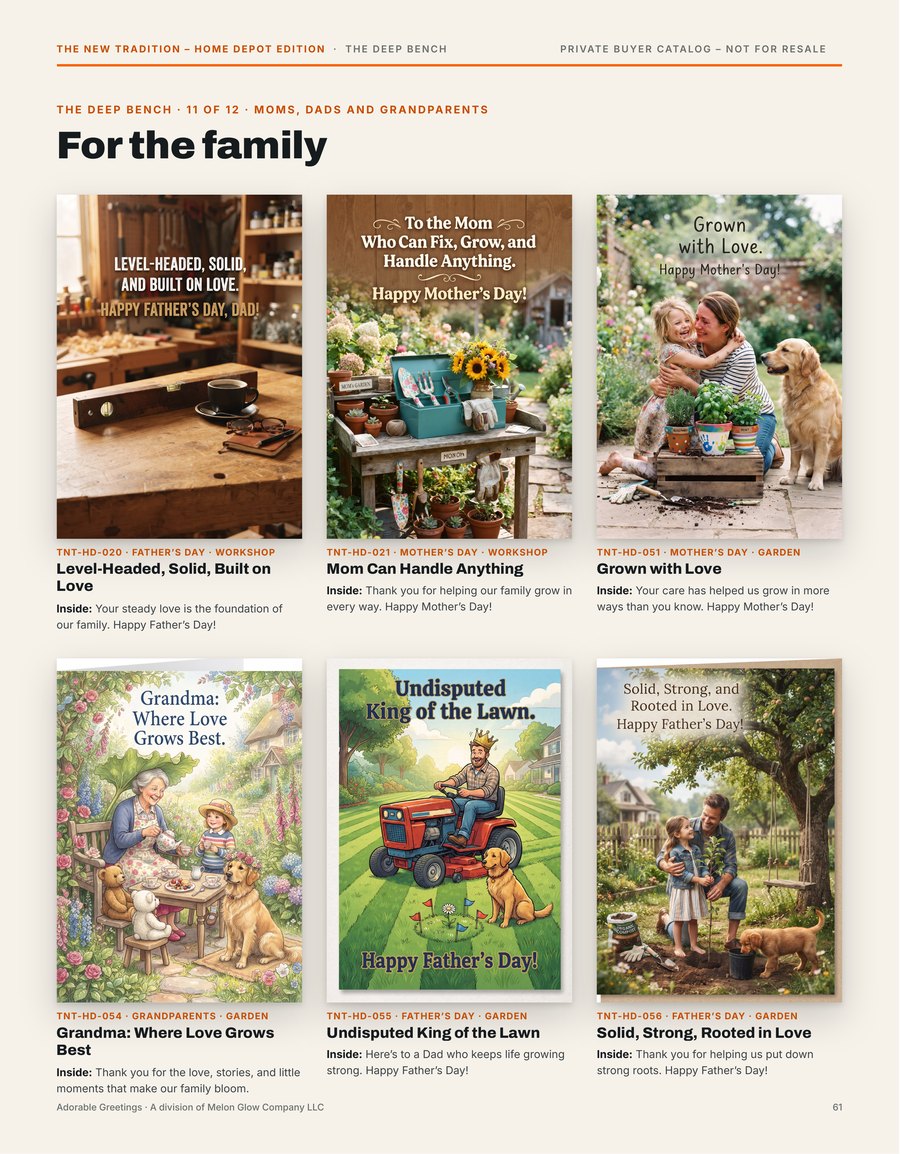 THE NEW TRADITION – HOME DEPOT EDITION · THE DEEP BENCH
PRIVATE BUYER CATALOG – NOT FOR RESALE
THE DEEP BENCH · 11 OF 12 · MOMS, DADS AND GRANDPARENTS
For the family
LEVEL-HEADED, SOLID,
AND BUILT ON LOVE.
HAPPY FATHER'S DAY, DAD!
TNT-HD-020 · FATHER'S DAY · WORKSHOP
Level-Headed, Solid, Built on
Love
Inside: Your steady love is the foundation of
our family. Happy Father's Day!
To the Mom
Who Can Fix, Grow, and
Handle Anything.
Happy Mother's Day!
MOM'S GARDEN
TNT-HD-021 · MOTHER'S DAY · WORKSHOP
Mom Can Handle Anything
Inside: Thank you for helping our family grow in
every way. Happy Mother's Day!
Grown
with Love.
Happy Mother's Day!
TNT-HD-051 · MOTHER'S DAY · GARDEN
Grown with Love
Inside: Your care has helped us grow in more
ways than you know. Happy Mother's Day!
Grandma:
Where Love
Grows Best.
TNT-HD-054 · GRANDPARENTS · GARDEN
Grandma: Where Love Grows
Best
Inside: Thank you for the love, stories, and little
moments that make our family bloom.
Undisputed
King of the Lawn.
Happy Father's Day!
TNT-HD-055 · FATHER'S DAY · GARDEN
Undisputed King of the Lawn
Inside: Here's to a Dad who keeps life growing
strong. Happy Father's Day!
Solid, Strong, and
Rooted in Love.
Happy Father's Day!
TNT-HD-056 · FATHER'S DAY · GARDEN
Solid, Strong, Rooted in Love
Inside: Thank you for helping us put down
strong roots. Happy Father's Day!
Adorable Greetings · A division of Melon Glow Company LLC
61